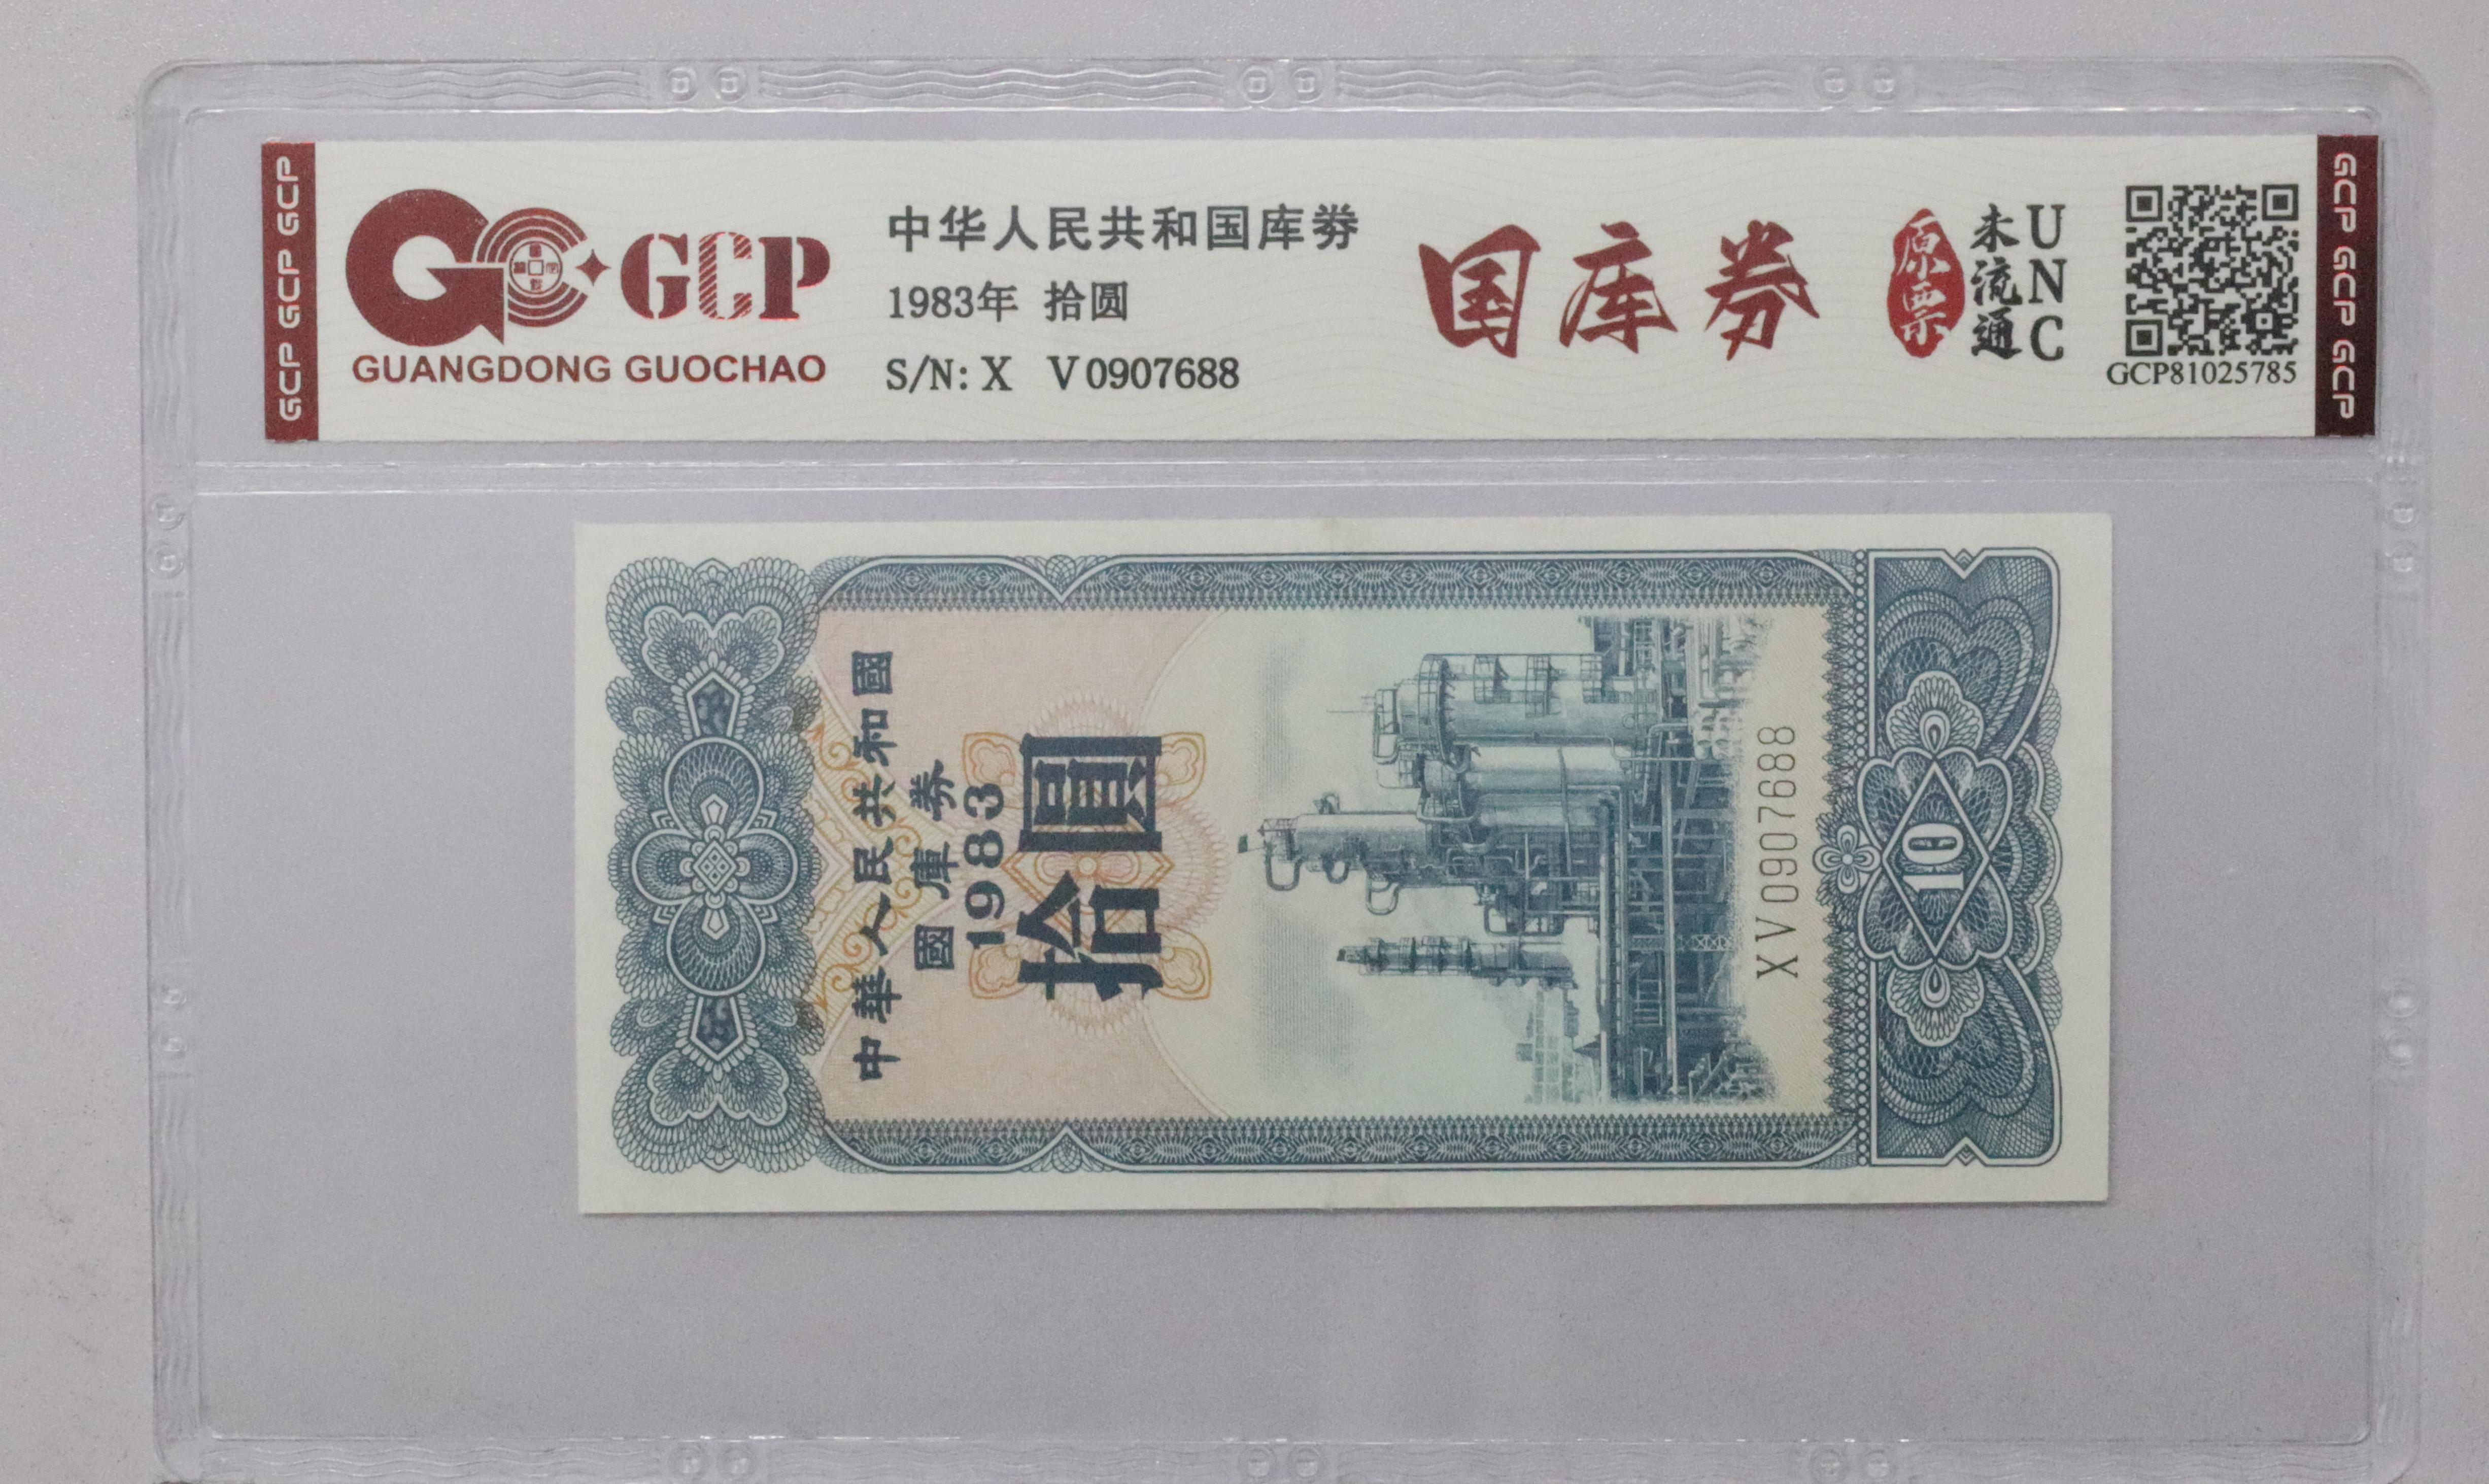 GCP GCP GCP
GCP
GUANGDONG GUOCHAO
中华人民共和国库券
1983年 拾圆
S/N: X V0907688
国库券
原票
未流通
UNC
GCP81025785
GCP GCP GCP
中華人民共和國
國庫券
1983
拾圓
XV0907688
10